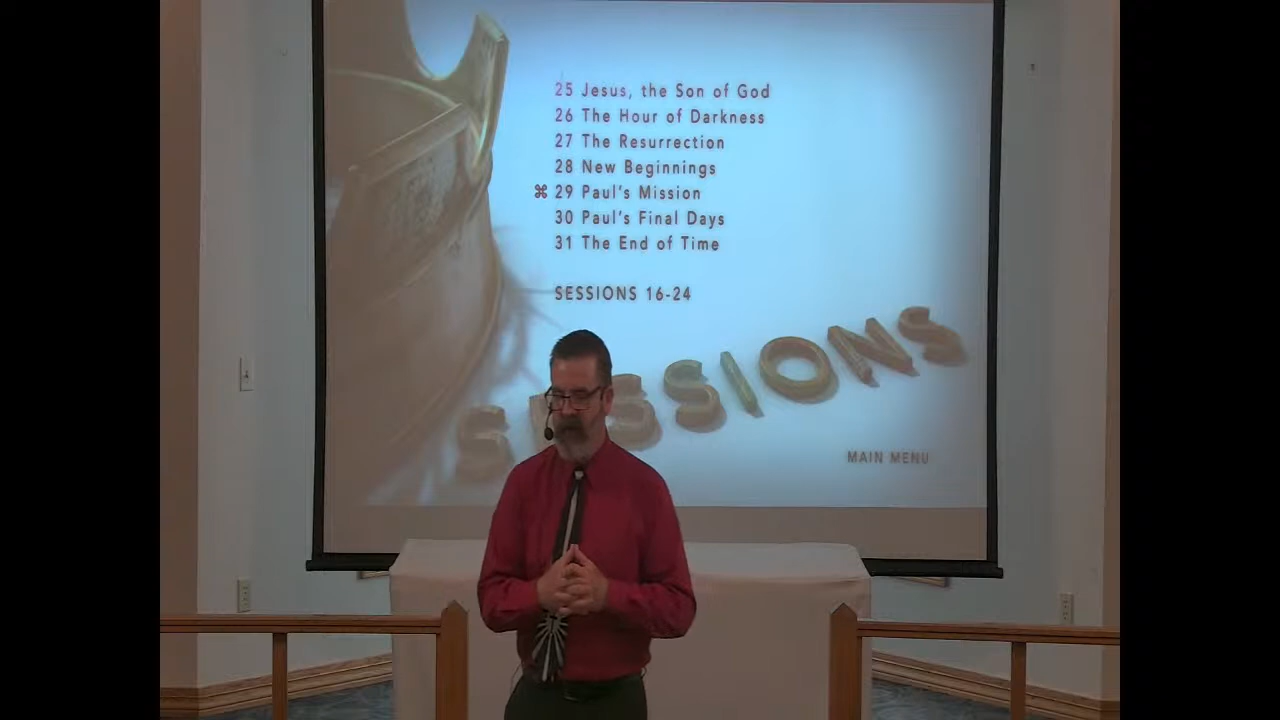 25 Jesus, the Son of God
26 The Hour of Darkness
27 The Resurrection
28 New Beginnings
⌘ 29 Paul's Mission
30 Paul's Final Days
31 The End of Time
SESSIONS 16-24
SESSIONS
MAIN MENU